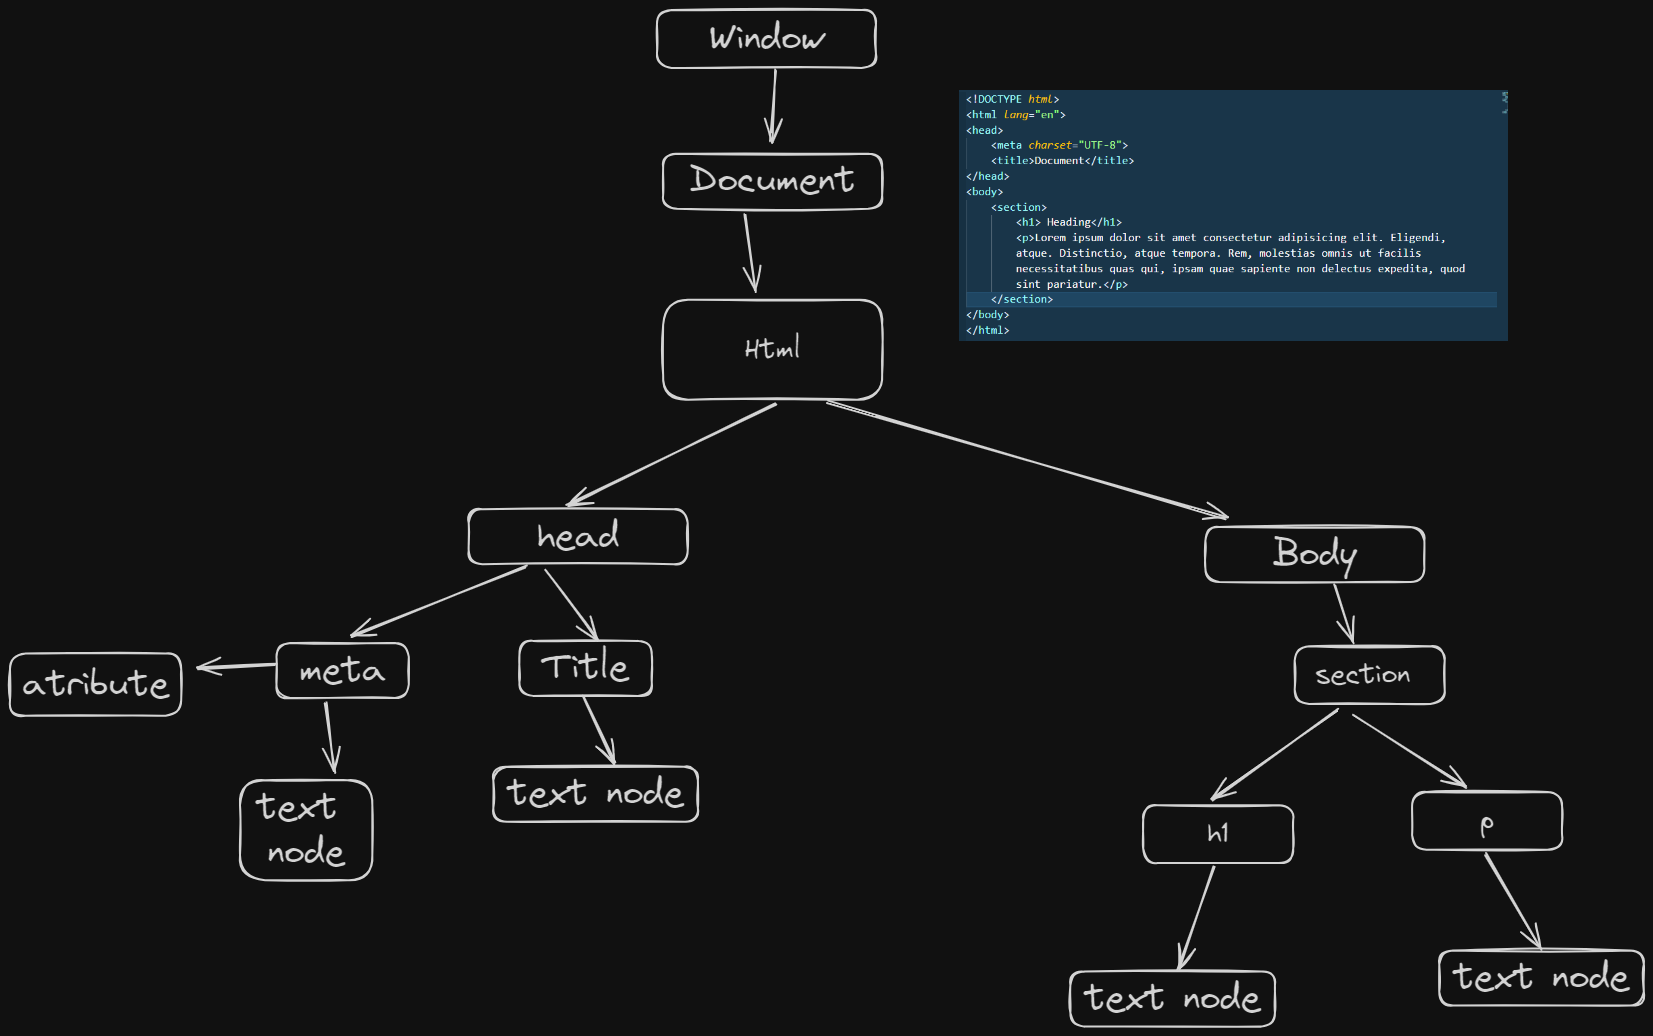 Window
<!DOCTYPE html>
<html lang="en">
<head>
<meta charset="UTF-8">
<title>Document</title>
</head>
<body>
<section>
<h1> Heading</h1>
<p>Lorem ipsum dolor sit amet consectetur adipisicing elit. Eligendi,
atque. Distinctio, atque tempora. Rem, molestias omnis ut facilis
necessitatibus quas qui, ipsam quae sapiente non delectus expedita, quod
sint pariatur.</p>
</section>
</body>
</html>
Document
Html
head
Body
atribute
meta
Title
section
text
node
text node
h1
p
text node
text node